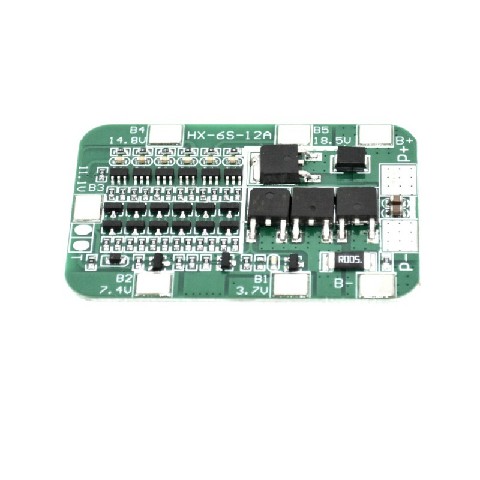 B4 HX-6S-12A B5 B+
14.8V 18.5V P+
11.1V
B3
R005
B2 B1 B- P-
7.4V 3.7V